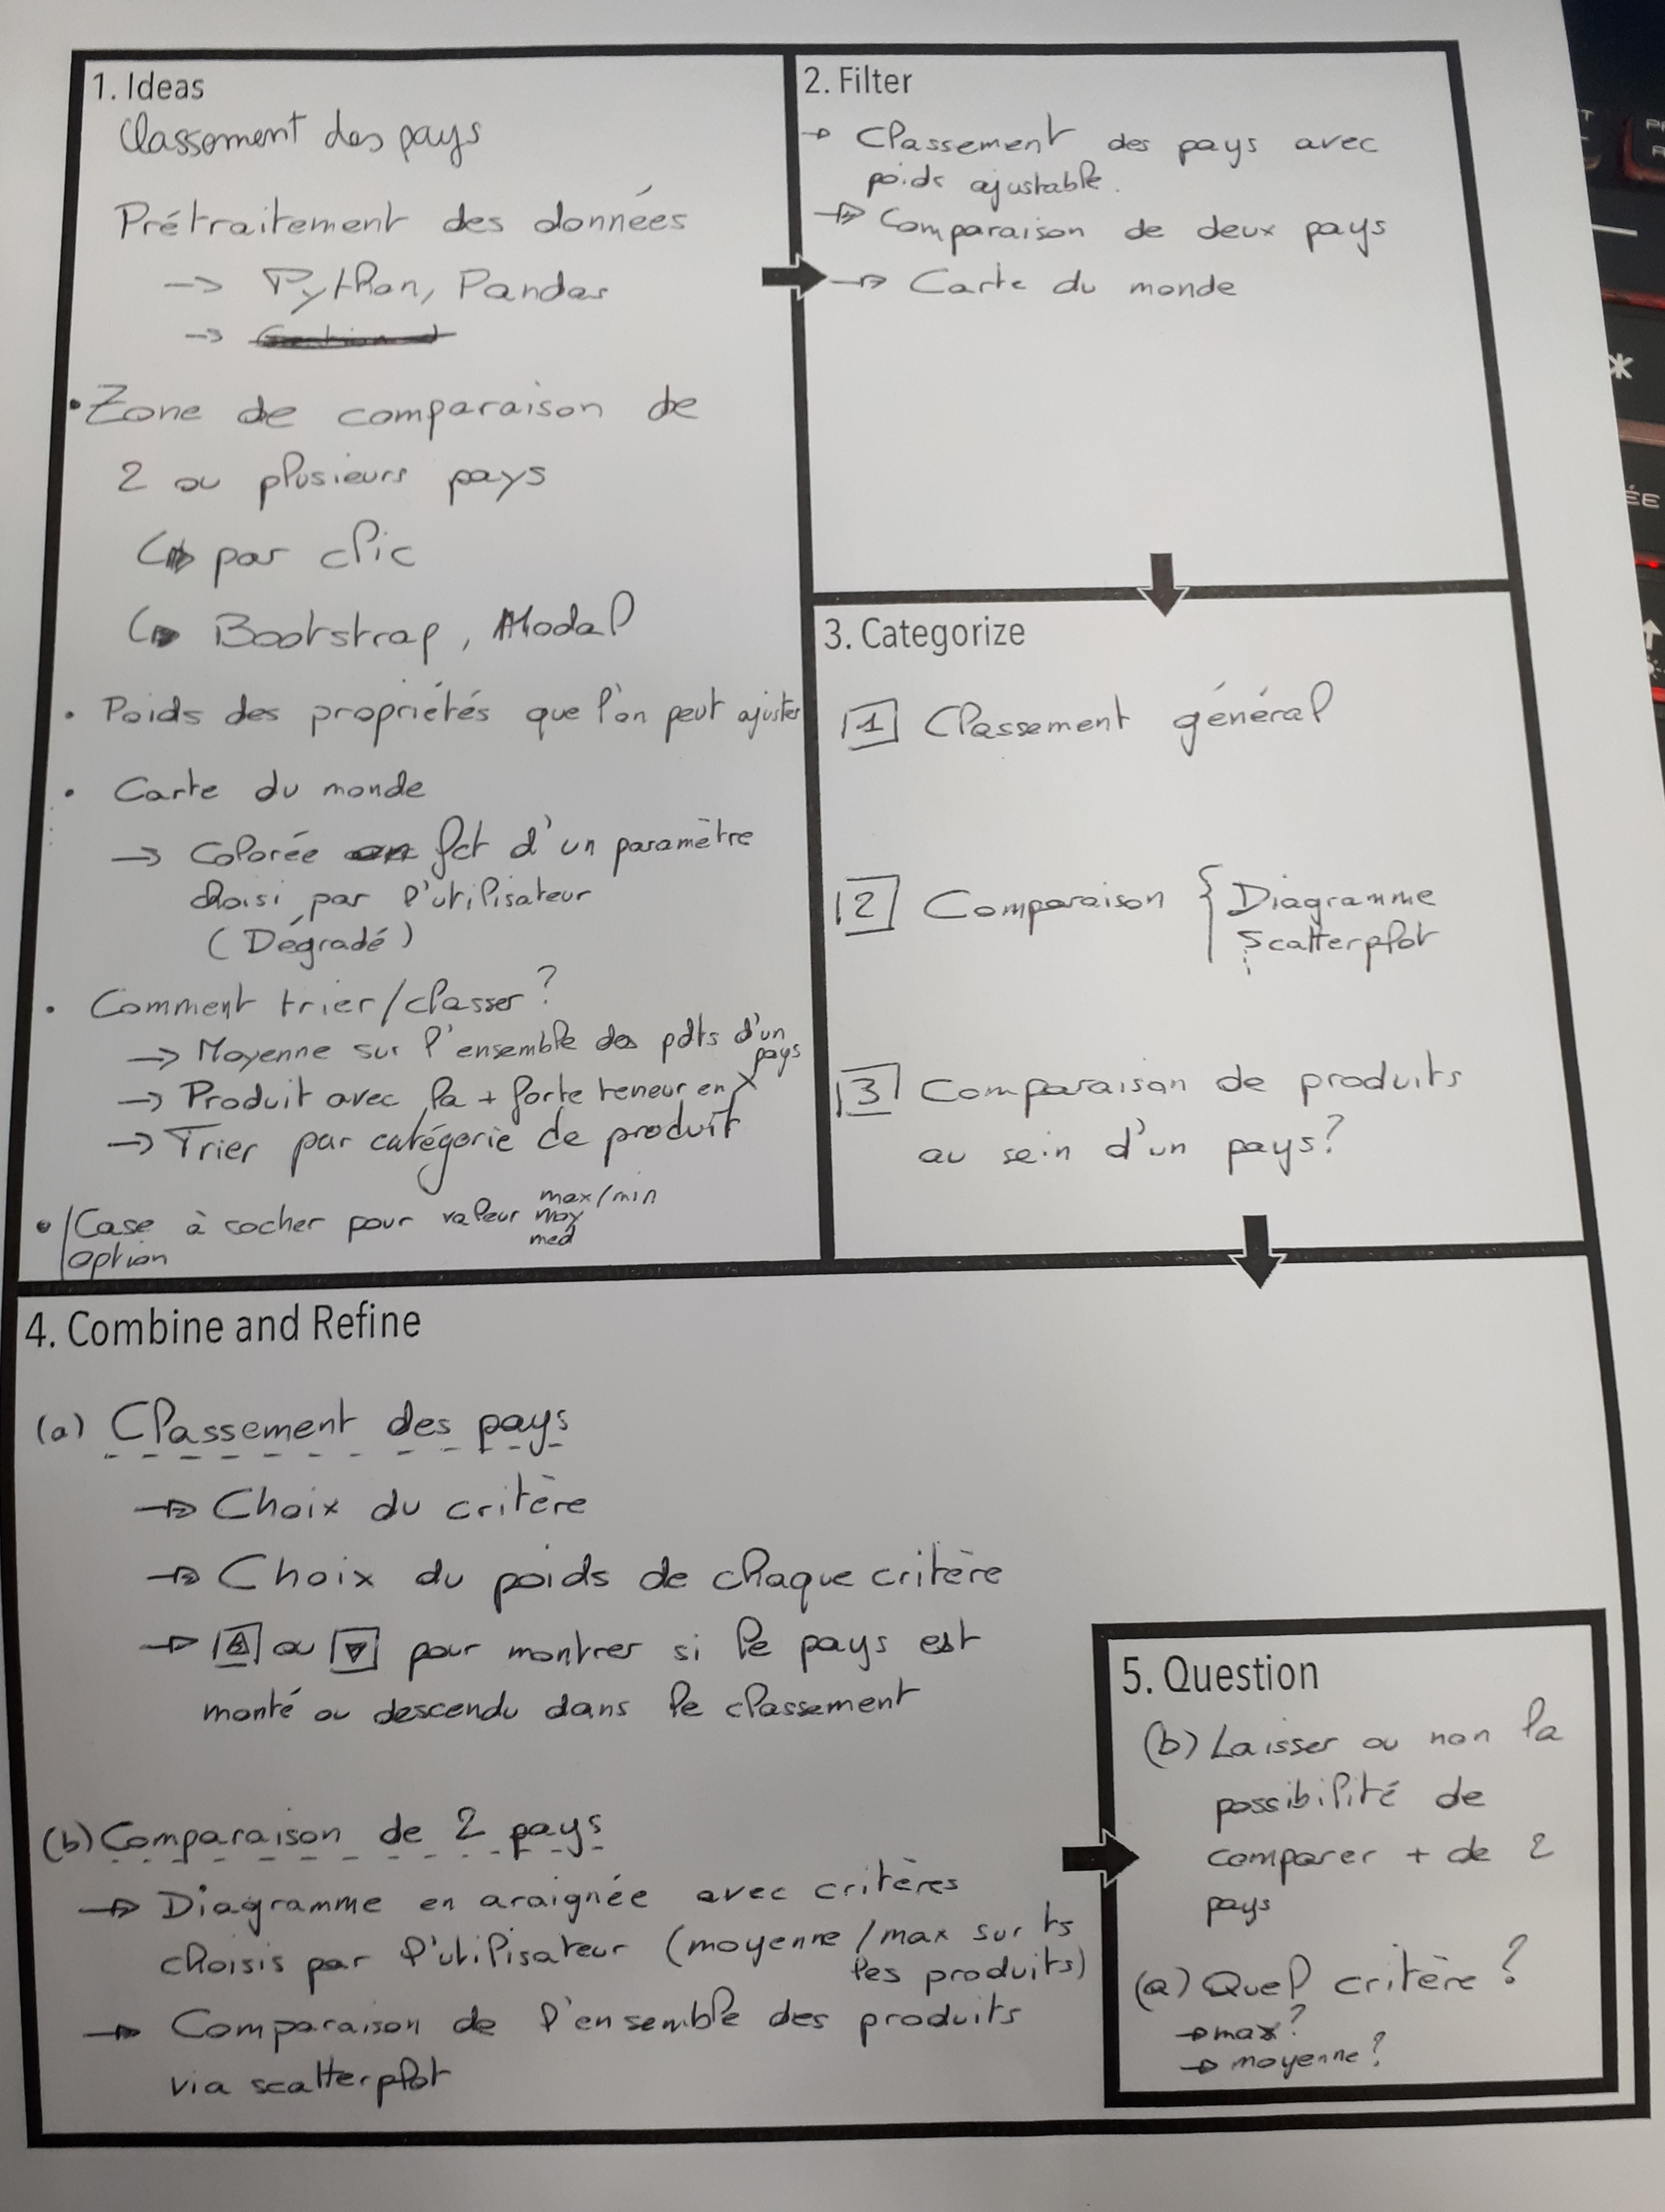 1. Ideas
Classement des pays
Prétraitement des données
-> Python, Pandas
->
• Zone de comparaison de
2 ou plusieurs pays
↳ par clic
↳ Bootstrap, Modal
• Poids des propriétés que l'on peut ajuster
• Carte du monde
-> Colorée en fct d'un paramètre
choisi par l'utilisateur
(Dégradé)
• Comment trier/classer?
-> Moyenne sur l'ensemble des pdts d'un
pays
-> Produit avec la + forte teneur en X
-> Trier par catégorie de produit
• Case à cocher pour valeur max/min
moy
med
option
2. Filter
-> Classement des pays avec
poids ajustable.
-> Comparaison de deux pays
-> Carte du monde
3. Categorize
1 Classement général
2 Comparaison { Diagramme
Scatterplot
3 Comparaison de produits
au sein d'un pays?
4. Combine and Refine
(a) Classement des pays
-> Choix du critère
-> Choix du poids de chaque critère
-> ▲ ou ▼ pour montrer si le pays est
monté ou descendu dans le classement
(b) Comparaison de 2 pays
-> Diagramme en araignée avec critères
choisis par l'utilisateur (moyenne/max sur ts
les produits)
-> Comparaison de l'ensemble des produits
via scatterplot
5. Question
(b) Laisser ou non la
possibilité de
comparer + de 2
pays
(a) Quel critère?
-> max?
-> moyenne?
*
ÉE